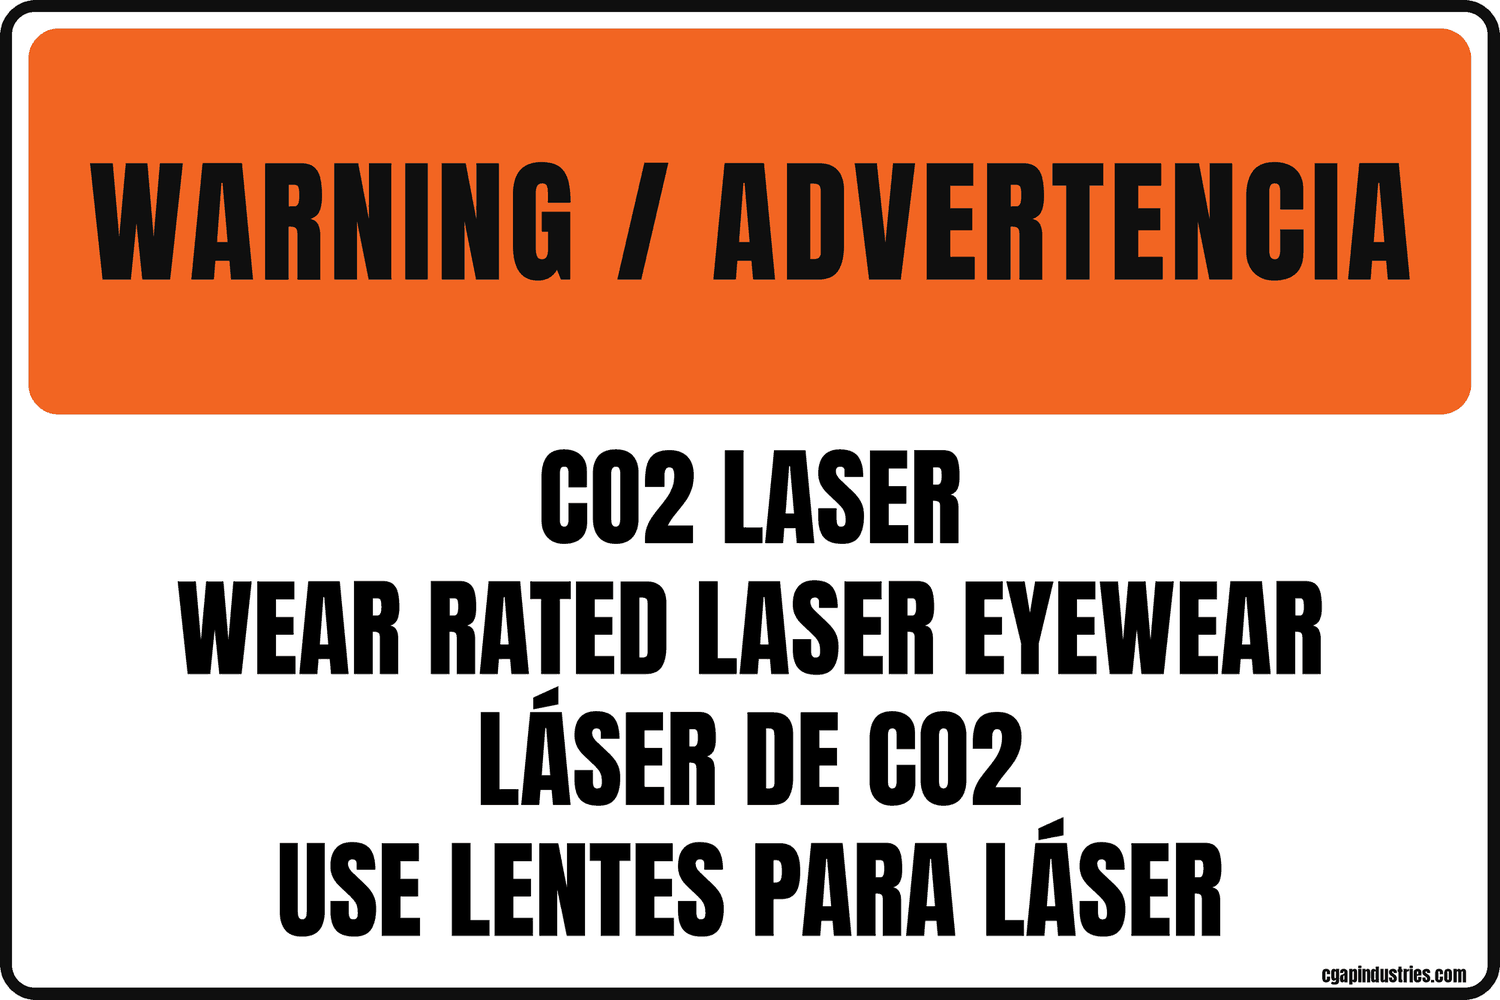 WARNING / ADVERTENCIA
CO2 LASER
WEAR RATED LASER EYEWEAR
LÁSER DE CO2
USE LENTES PARA LÁSER
cgapindustries.com